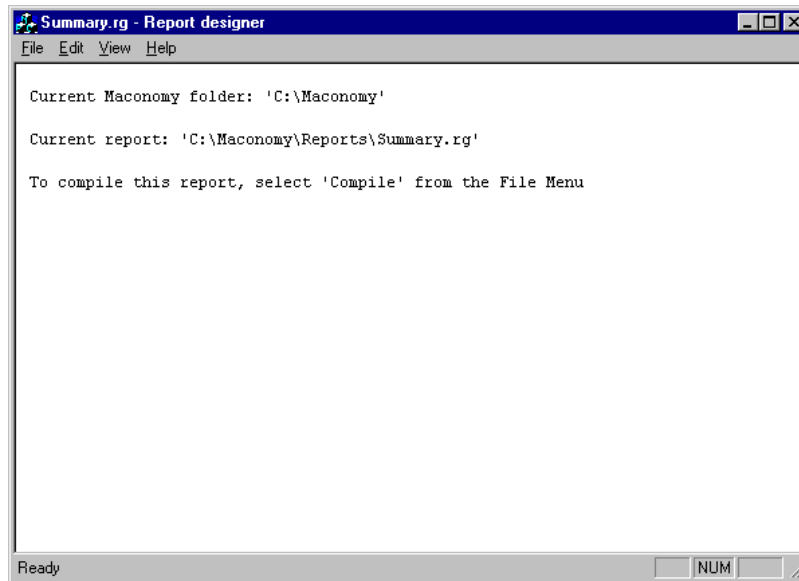 Summary.rg - Report designer
File Edit View Help
Current Maconomy folder: 'C:\Maconomy'
Current report: 'C:\Maconomy\Reports\Summary.rg'
To compile this report, select 'Compile' from the File Menu
Ready NUM